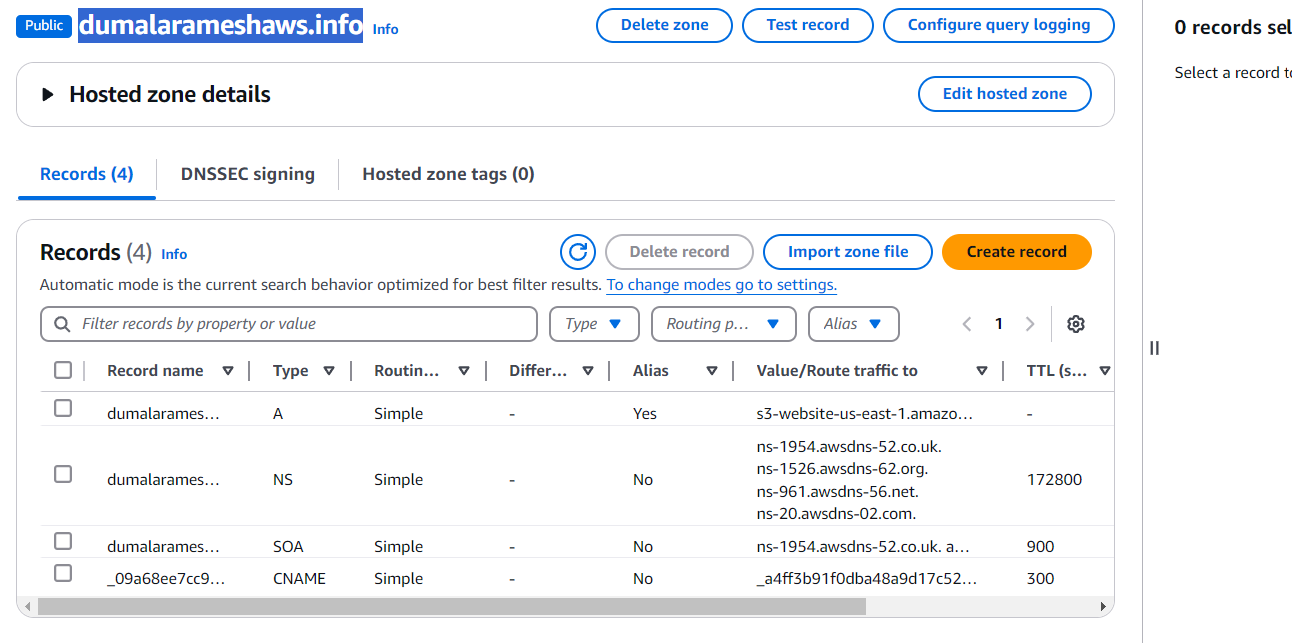 Public dumalarameshaws.info Info Delete zone Test record Configure query logging
0 records sel
Select a record to
Hosted zone details Edit hosted zone
Records (4) DNSSEC signing Hosted zone tags (0)
Records (4) Info Delete record Import zone file Create record
Automatic mode is the current search behavior optimized for best filter results. To change modes go to settings.
Filter records by property or value Type Routing p... Alias 1
Record name Type Routin... Differ... Alias Value/Route traffic to TTL (s...
dumalarames... A Simple - Yes s3-website-us-east-1.amazo... -
dumalarames... NS Simple - No ns-1954.awsdns-52.co.uk.
ns-1526.awsdns-62.org.
ns-961.awsdns-56.net.
ns-20.awsdns-02.com.
172800
dumalarames... SOA Simple - No ns-1954.awsdns-52.co.uk. a... 900
_09a68ee7cc9... CNAME Simple - No _a4ff3b91f0dba48a9d17c52... 300